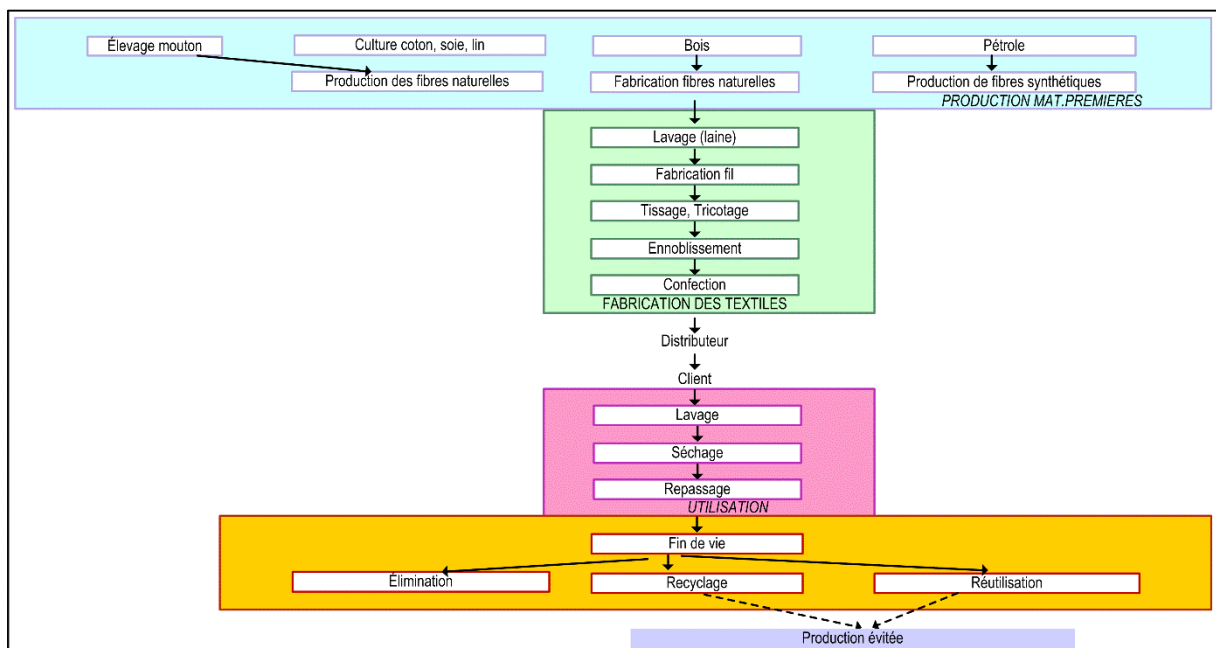 Élevage mouton
Culture coton, soie, lin
Bois
Pétrole
Production des fibres naturelles
Fabrication fibres naturelles
Production de fibres synthétiques
PRODUCTION MAT.PREMIERES
Lavage (laine)
Fabrication fil
Tissage, Tricotage
Ennoblissement
Confection
FABRICATION DES TEXTILES
Distributeur
Client
Lavage
Séchage
Repassage
UTILISATION
Fin de vie
Élimination
Recyclage
Réutilisation
Production évitée